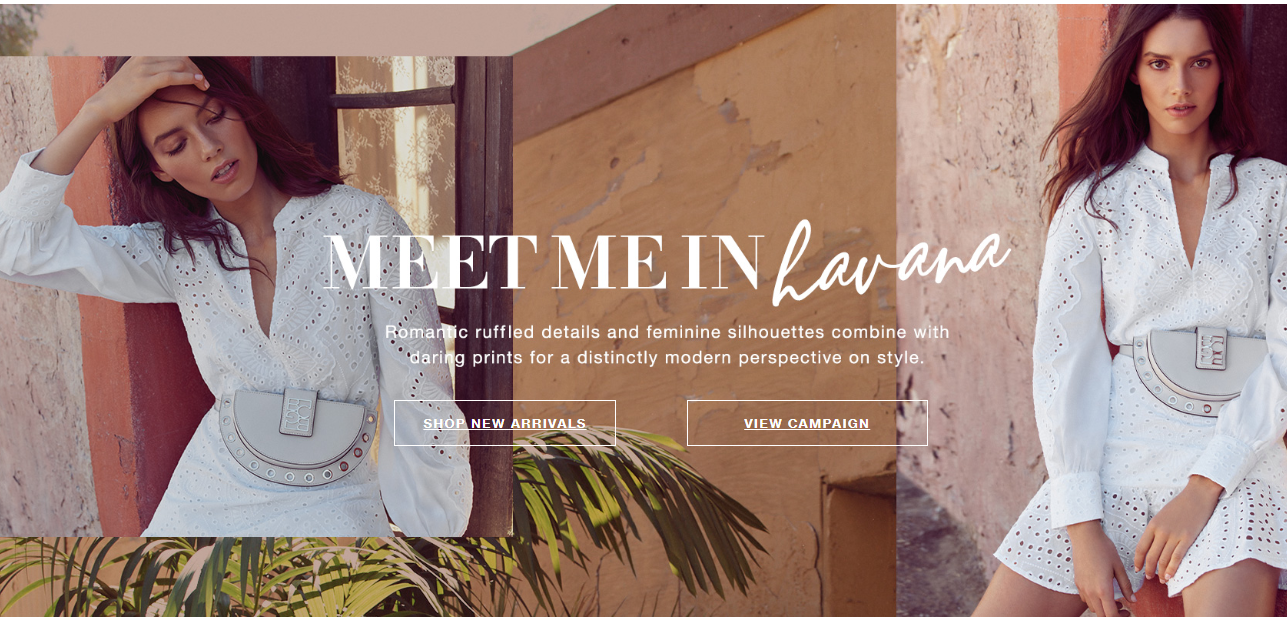 MEET ME IN havana
Romantic ruffled details and feminine silhouettes combine with
daring prints for a distinctly modern perspective on style.
SHOP NEW ARRIVALS
VIEW CAMPAIGN